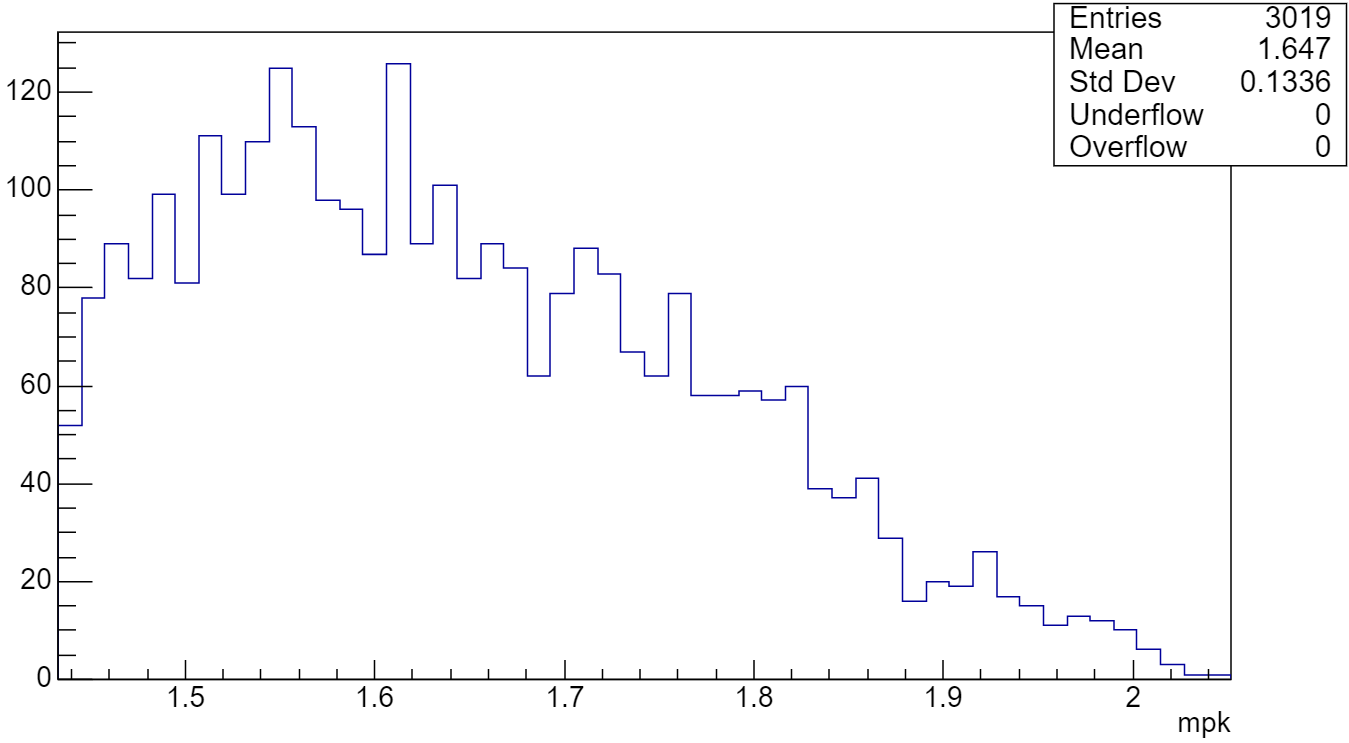 Entries 3019
Mean 1.647
Std Dev 0.1336
Underflow 0
Overflow 0
120
100
80
60
40
20
0
1.5 1.6 1.7 1.8 1.9 2
mpk